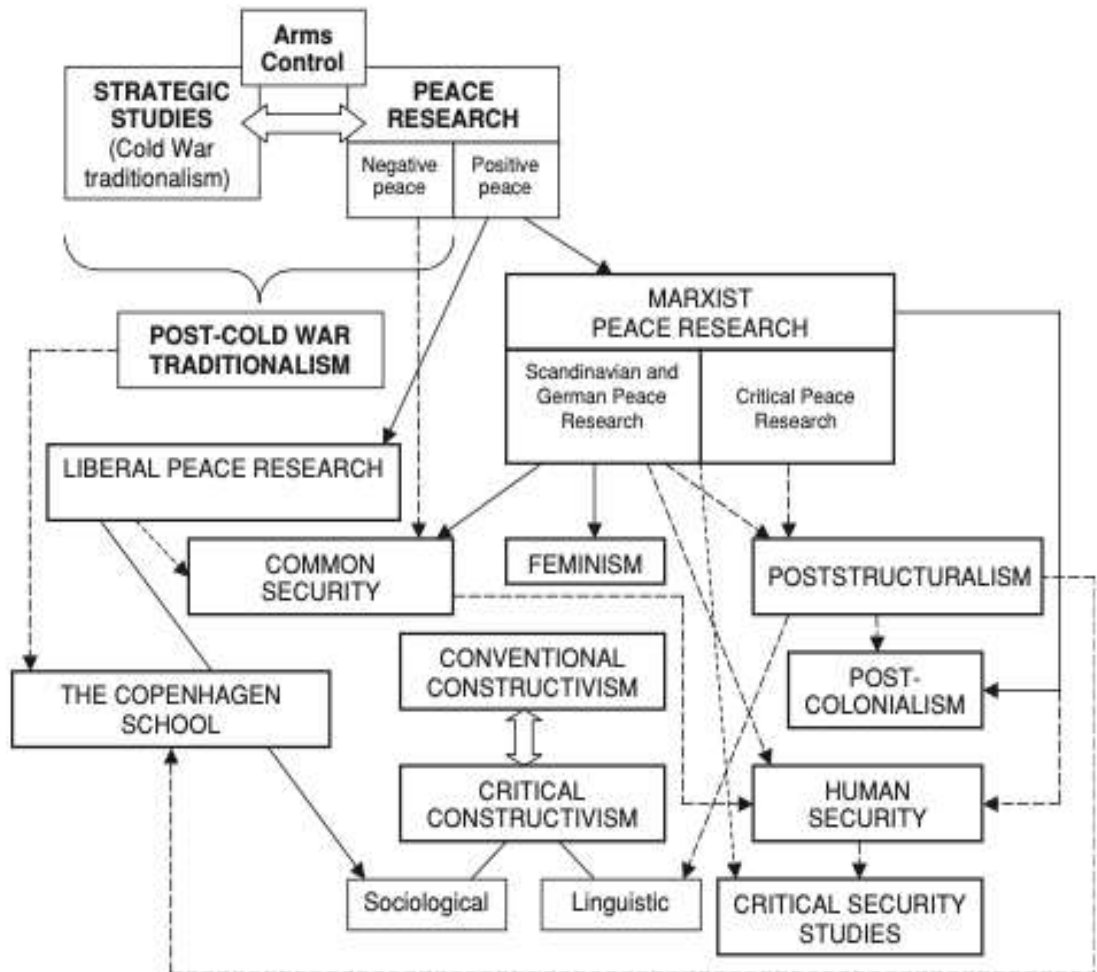 Arms
Control
STRATEGIC
STUDIES
(Cold War
traditionalism)
PEACE
RESEARCH
Negative
peace
Positive
peace
MARXIST
PEACE RESEARCH
POST-COLD WAR
TRADITIONALISM
Scandinavian and
German Peace
Research
Critical Peace
Research
LIBERAL PEACE RESEARCH
COMMON
SECURITY
FEMINISM
POSTSTRUCTURALISM
CONVENTIONAL
CONSTRUCTIVISM
POST-
COLONIALISM
THE COPENHAGEN
SCHOOL
CRITICAL
CONSTRUCTIVISM
HUMAN
SECURITY
Sociological
Linguistic
CRITICAL SECURITY
STUDIES